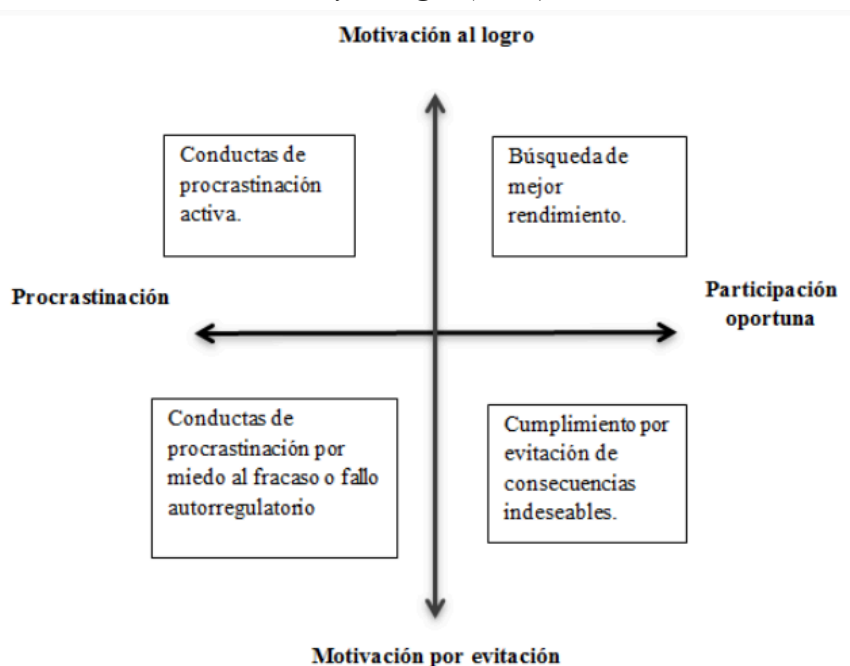 Motivación al logro
Conductas de
procrastinación
activa.
Búsqueda de
mejor
rendimiento.
Procrastinación
Participación
oportuna
Conductas de
procrastinación por
miedo al fracaso o fallo
autorregulatorio
Cumplimiento por
evitación de
consecuencias
indeseables.
Motivación por evitación